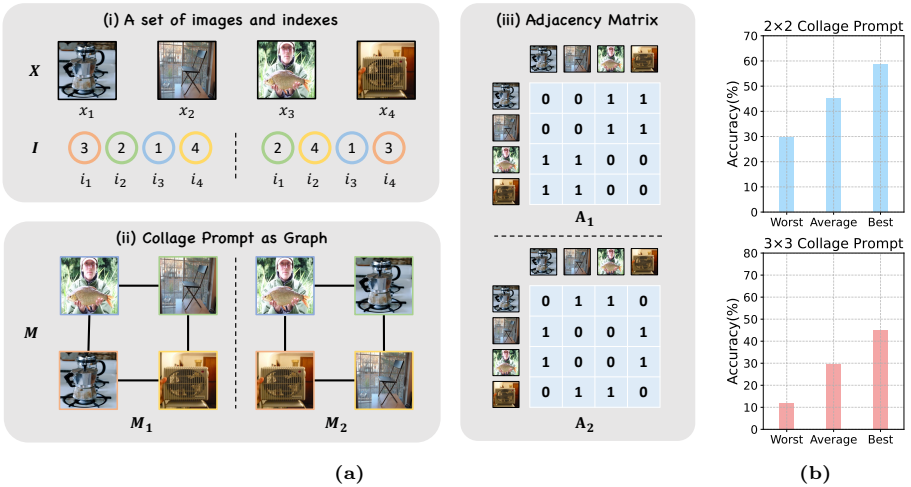 (i) A set of images and indexes
X
x1 x2 x3 x4
I
3 2 1 4 2 4 1 3
i1 i2 i3 i4 i1 i2 i3 i4
(ii) Collage Prompt as Graph
M
M1 M2
(iii) Adjacency Matrix
0 0 1 1
0 0 1 1
1 1 0 0
1 1 0 0
A1
0 1 1 0
1 0 0 1
1 0 0 1
0 1 1 0
A2
(a)
2×2 Collage Prompt
70
60
50
40
30
20
10
0
Accuracy(%)
Worst Average Best
3×3 Collage Prompt
80
70
60
50
40
30
20
10
0
Accuracy(%)
Worst Average Best
(b)